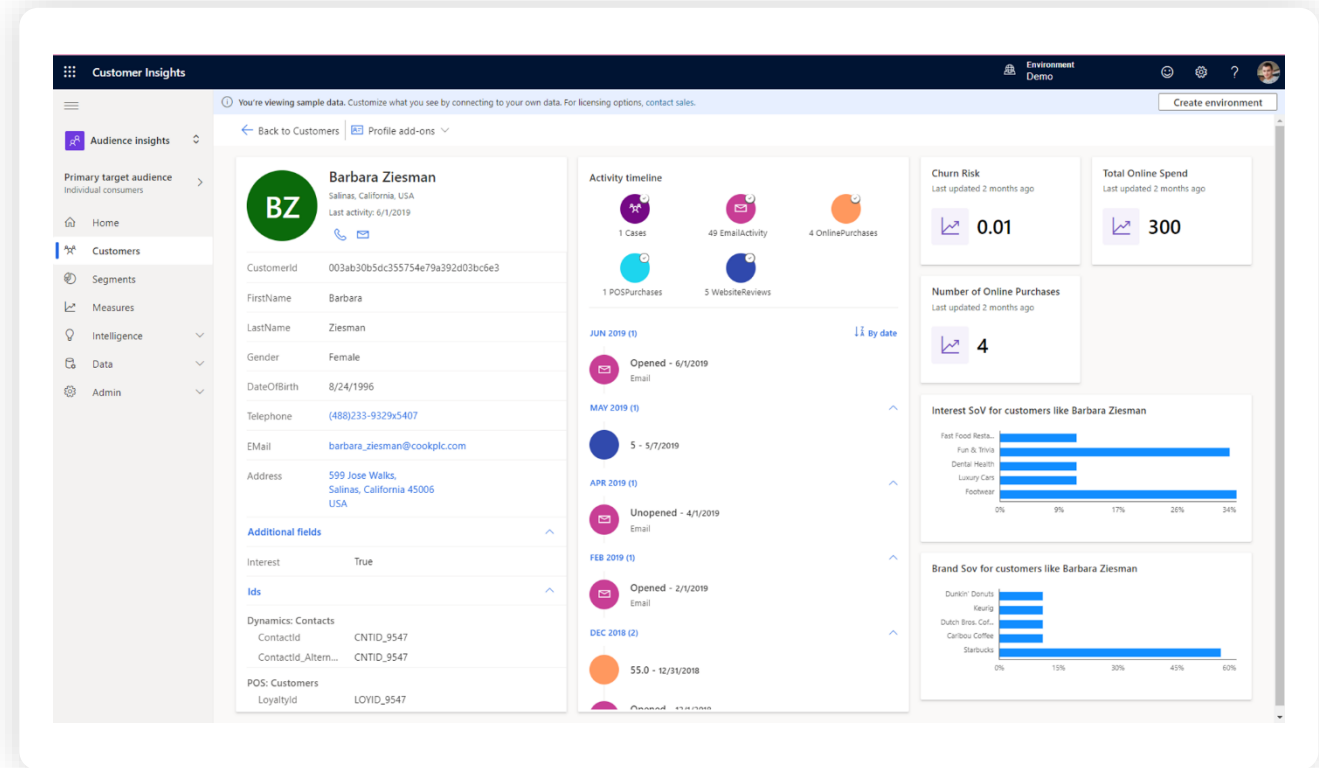 Customer Insights
Environment
Demo
?
You're viewing sample data. Customize what you see by connecting to your own data. For licensing options, contact sales.
Create environment
Audience insights
Primary target audience
Individual consumers
Home
Customers
Segments
Measures
Intelligence
Data
Admin
Back to Customers
Profile add-ons
BZ
Barbara Ziesman
Salinas, California, USA
Last activity: 6/1/2019
CustomerId 003ab30b5dc355754e79a392d03bc6e3
FirstName Barbara
LastName Ziesman
Gender Female
DateOfBirth 8/24/1996
Telephone (488)233-9329x5407
EMail barbara_ziesman@cookplc.com
Address 599 Jose Walks,
Salinas, California 45006
USA
Additional fields
Interest True
Ids
Dynamics: Contacts
ContactId CNTID_9547
ContactId_Altern... CNTID_9547
POS: Customers
LoyaltyId LOYID_9547
Activity timeline
1 Cases
49 EmailActivity
4 OnlinePurchases
1 POSPurchases
5 WebsiteReviews
JUN 2019 (1)
By date
Opened - 6/1/2019
Email
MAY 2019 (1)
5 - 5/7/2019
APR 2019 (1)
Unopened - 4/1/2019
Email
FEB 2019 (1)
Opened - 2/1/2019
Email
DEC 2018 (2)
55.0 - 12/31/2018
Opened - 12/1/2018
Churn Risk
Last updated 2 months ago
0.01
Total Online Spend
Last updated 2 months ago
300
Number of Online Purchases
Last updated 2 months ago
4
Interest SoV for customers like Barbara Ziesman
Fast Food Resta...
Fun & Trivia
Dental Health
Luxury Cars
Footwear
0% 9% 17% 26% 34%
Brand Sov for customers like Barbara Ziesman
Dunkin' Donuts
Keurig
Dutch Bros. Cof...
Caribou Coffee
Starbucks
0% 15% 30% 45% 60%